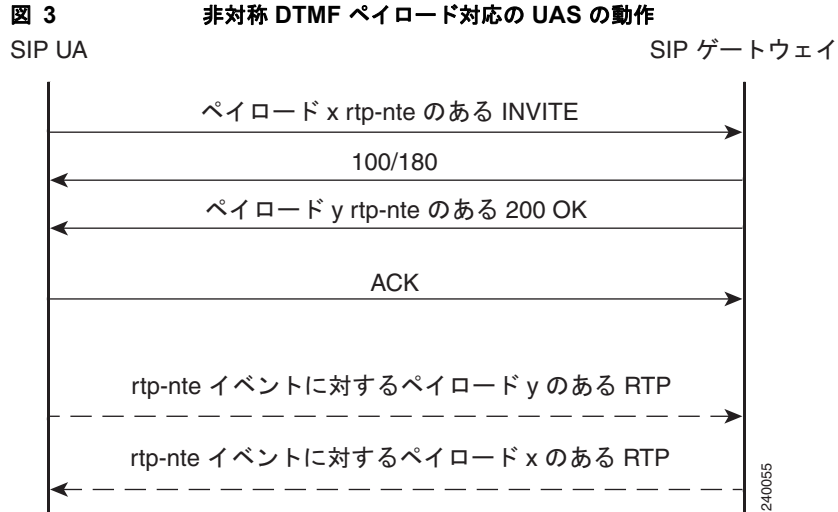 図 3 非対称 DTMF ペイロード対応の UAS の動作
SIP UA SIP ゲートウェイ
ペイロード x rtp-nte のある INVITE
100/180
ペイロード y rtp-nte のある 200 OK
ACK
rtp-nte イベントに対するペイロード y のある RTP
rtp-nte イベントに対するペイロード x のある RTP
240055